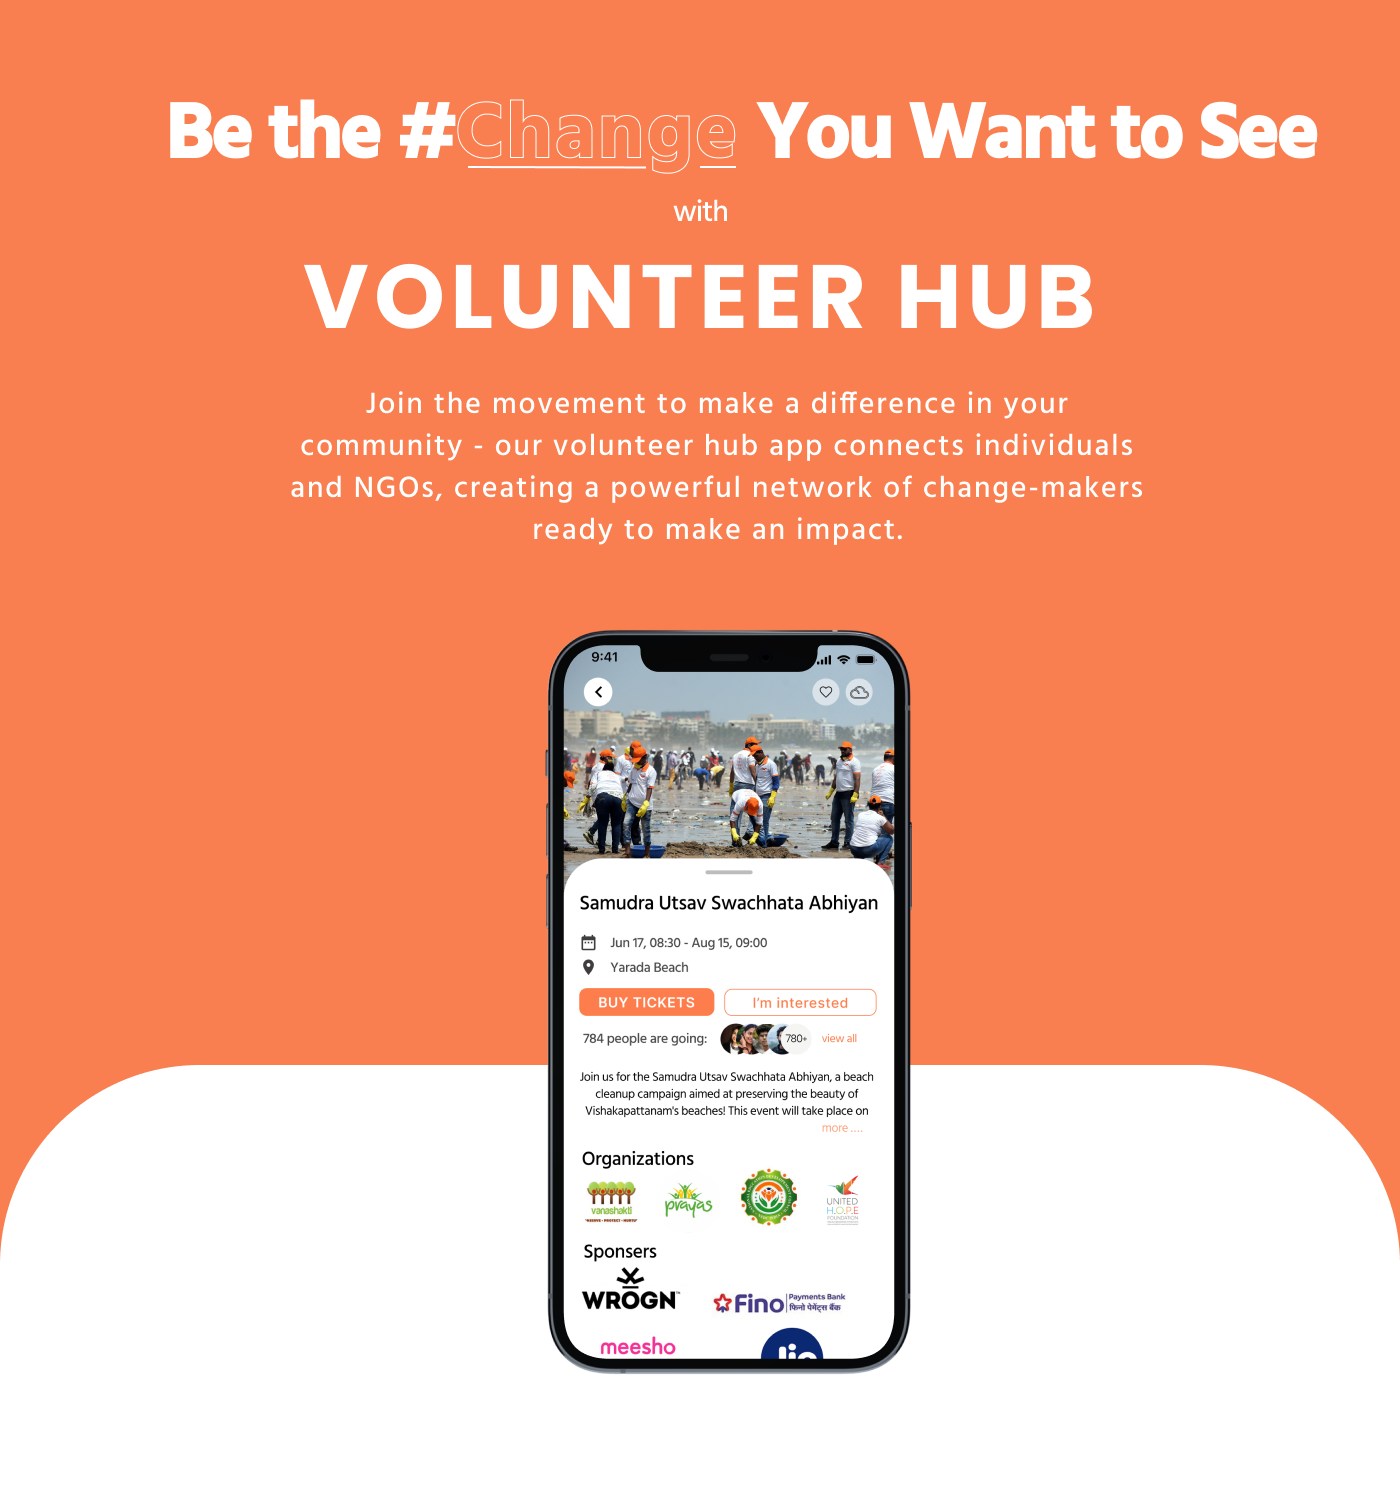 Be the #Change You Want to See
with
VOLUNTEER HUB
Join the movement to make a difference in your
community - our volunteer hub app connects individuals
and NGOs, creating a powerful network of change-makers
ready to make an impact.
9:41
Samudra Utsav Swachhata Abhiyan
Jun 17, 08:30 - Aug 15, 09:00
Yarada Beach
BUY TICKETS I'm interested
784 people are going: 780+ view all
Join us for the Samudra Utsav Swachhata Abhiyan, a beach
cleanup campaign aimed at preserving the beauty of
Vishakapattanam's beaches! This event will take place on
more ....
Organizations
vanashakti
prayas
UNITED
H.O.P.E
FOUNDATION
Sponsers
WROGN™
Fino Payments Bank
फिनो पेमेंट्स बैंक
meesho
Jio